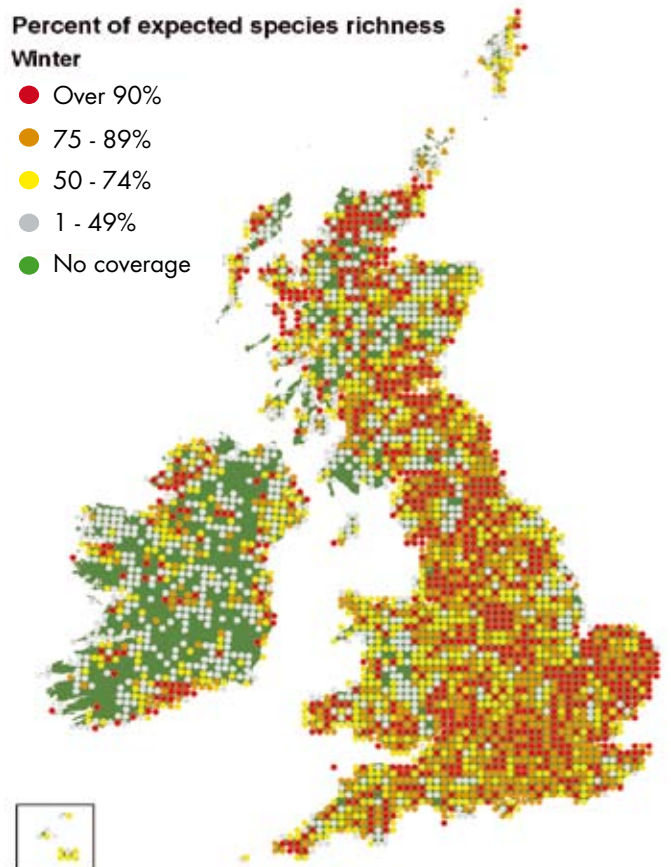 Percent of expected species richness
Winter
Over 90%
75 - 89%
50 - 74%
1 - 49%
No coverage